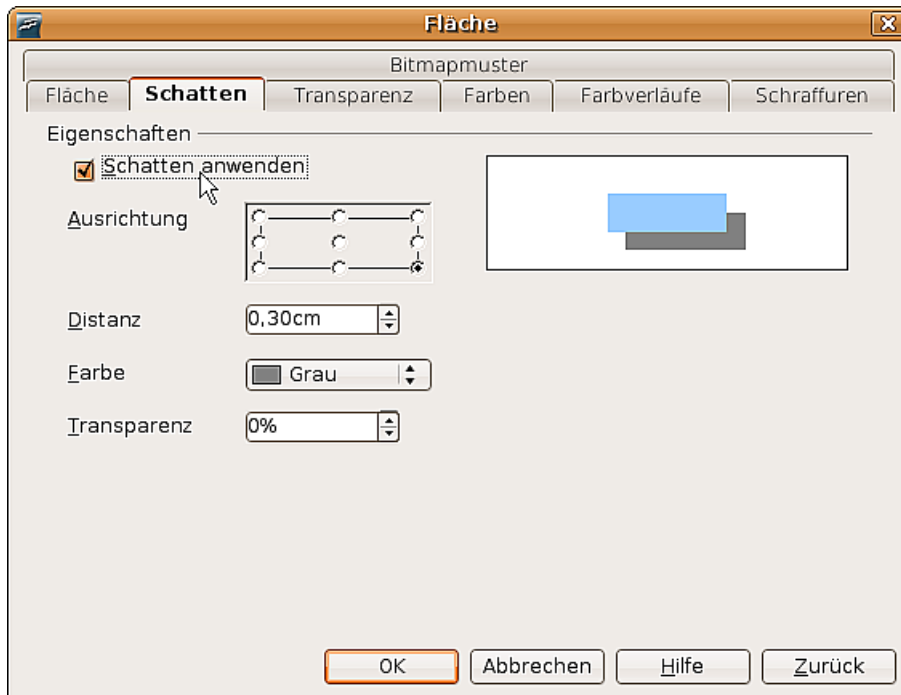 Fläche
Bitmapmuster
Fläche Schatten Transparenz Farben Farbverläufe Schraffuren
Eigenschaften
Schatten anwenden
Ausrichtung
Distanz 0,30cm
Farbe Grau
Transparenz 0%
OK Abbrechen Hilfe Zurück